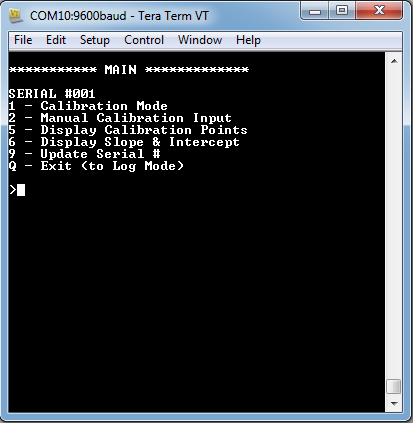 COM10:9600baud - Tera Term VT
File Edit Setup Control Window Help
*********** MAIN *************
SERIAL #001
1 - Calibration Mode
2 - Manual Calibration Input
5 - Display Calibration Points
6 - Display Slope & Intercept
9 - Update Serial #
Q - Exit (to Log Mode)
>